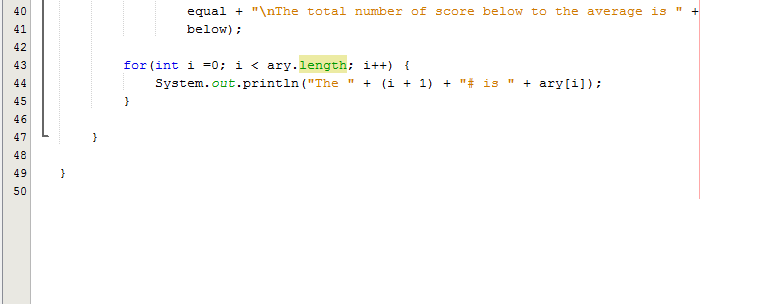 40 equal + "\nThe total number of score below to the average is " +
41 below);
42
43 for(int i =0; i < ary.length; i++) {
44 System.out.println("The " + (i + 1) + "# is " + ary[i]);
45 }
46
47 }
48
49 }
50